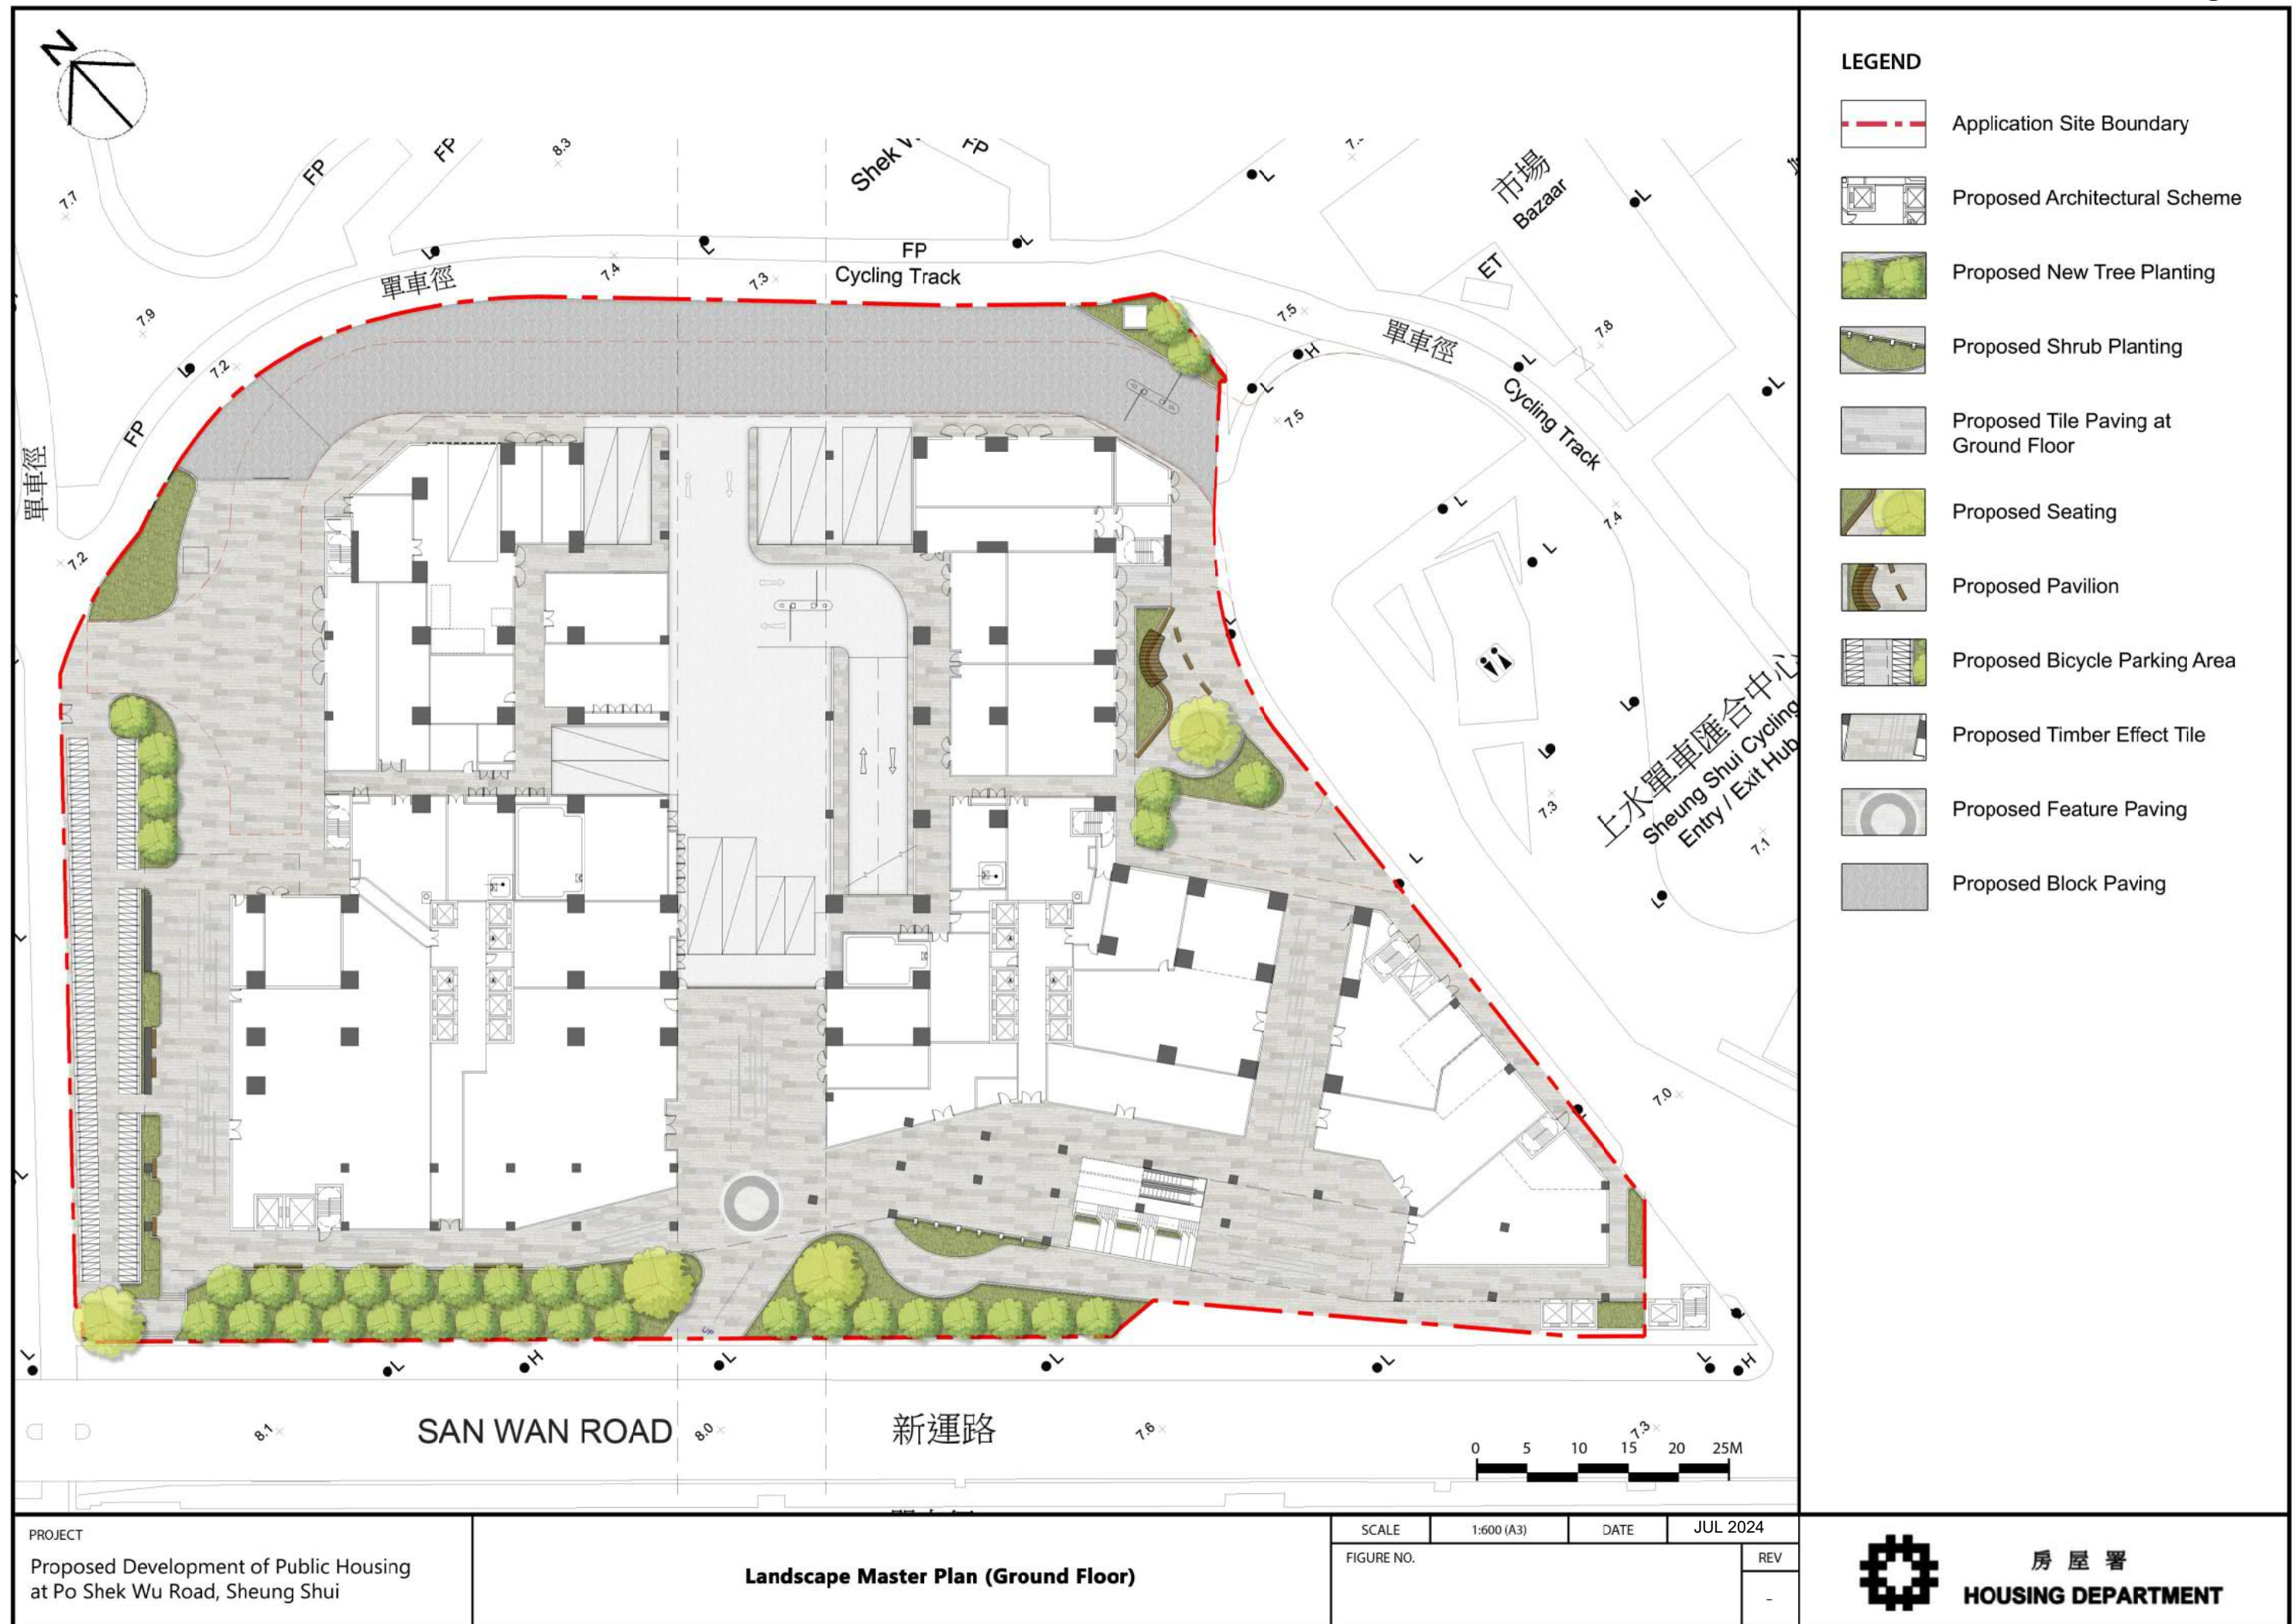 N
FP
FP
8.3
Shek
FP
7.7
市場
Bazaar
L
L
L
L
L
FP
Cycling Track
單車徑
7.4
7.3
ET
7.9
7.5
單車徑
7.8
L
7.2
H
L
L
L
7.5
Cycling Track
FP
單車徑
7.2
L
7.4
L
L
L
L
上水單車匯合中心
Sheung Shui Cycling
Entry / Exit Hub
7.3
7.1
L
L
L
L
7.0
UP
L
L
H
L
L
L
L
H
8.1
SAN WAN ROAD
8.0
新運路
7.6
7.3
0 5 10 15 20 25M
LEGEND
Application Site Boundary
Proposed Architectural Scheme
Proposed New Tree Planting
Proposed Shrub Planting
Proposed Tile Paving at
Ground Floor
Proposed Seating
Proposed Pavilion
Proposed Bicycle Parking Area
Proposed Timber Effect Tile
Proposed Feature Paving
Proposed Block Paving
PROJECT
Proposed Development of Public Housing
at Po Shek Wu Road, Sheung Shui
Landscape Master Plan (Ground Floor)
SCALE 1:600 (A3) DATE JUL 2024
FIGURE NO. REV
-
房屋署
HOUSING DEPARTMENT